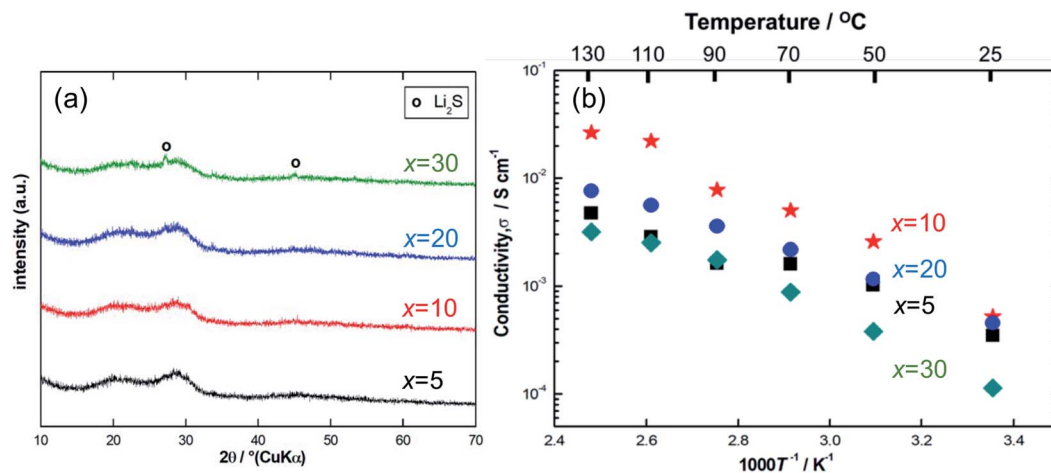 (a)
o Li₂S
o
o
x=30
x=20
x=10
x=5
intensity (a.u.)
10 20 30 40 50 60 70
2θ / °(CuKα)
Temperature / ᴼC
130 110 90 70 50 25
(b)
10⁻¹
10⁻²
10⁻³
10⁻⁴
Conductivity,σ / S cm⁻¹
x=10
x=20
x=5
x=30
2.4 2.6 2.8 3.0 3.2 3.4
1000T⁻¹ / K⁻¹